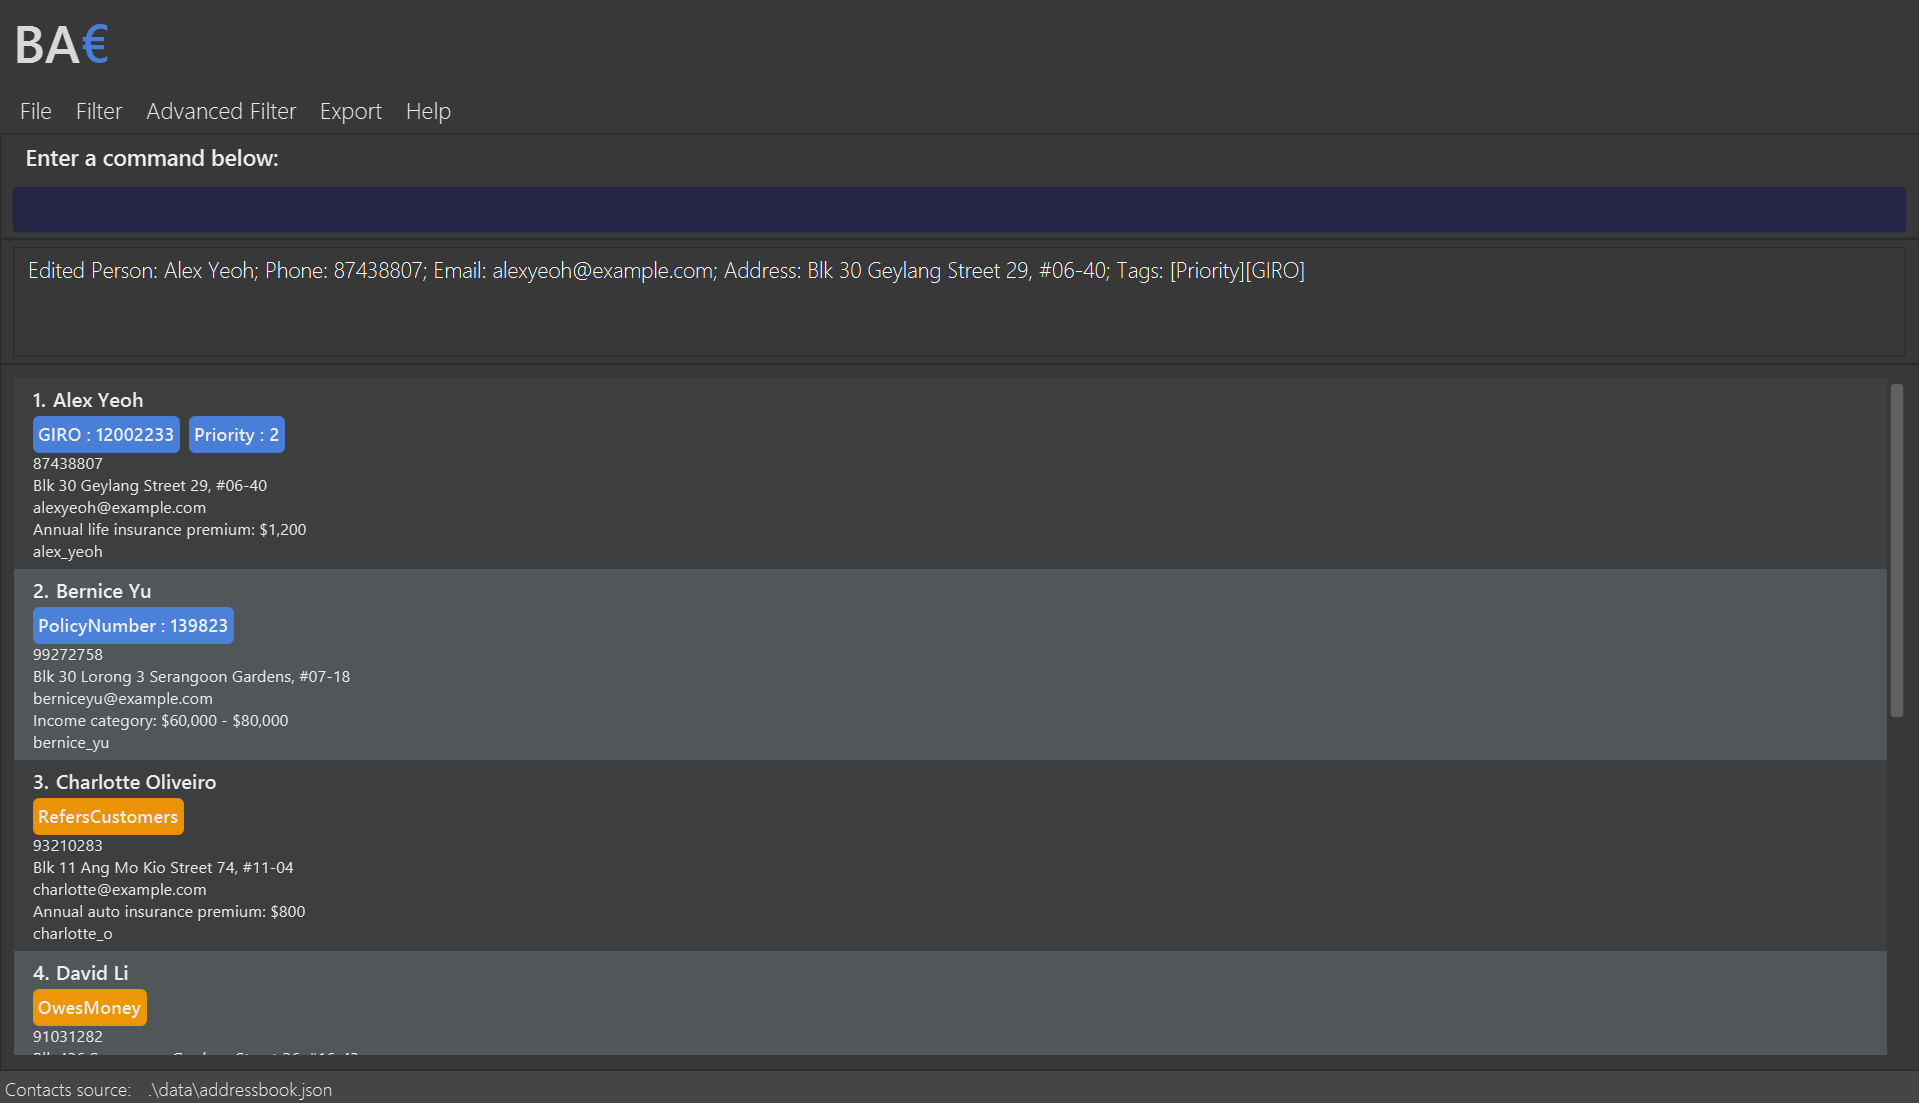 BA€
File Filter Advanced Filter Export Help
Enter a command below:
Edited Person: Alex Yeoh; Phone: 87438807; Email: alexyeoh@example.com; Address: Blk 30 Geylang Street 29, #06-40; Tags: [Priority][GIRO]
1. Alex Yeoh
GIRO : 12002233 Priority : 2
87438807
Blk 30 Geylang Street 29, #06-40
alexyeoh@example.com
Annual life insurance premium: $1,200
alex_yeoh
2. Bernice Yu
PolicyNumber : 139823
99272758
Blk 30 Lorong 3 Serangoon Gardens, #07-18
berniceyu@example.com
Income category: $60,000 - $80,000
bernice_yu
3. Charlotte Oliveiro
RefersCustomers
93210283
Blk 11 Ang Mo Kio Street 74, #11-04
charlotte@example.com
Annual auto insurance premium: $800
charlotte_o
4. David Li
OwesMoney
91031282
Contacts source: .\data\addressbook.json